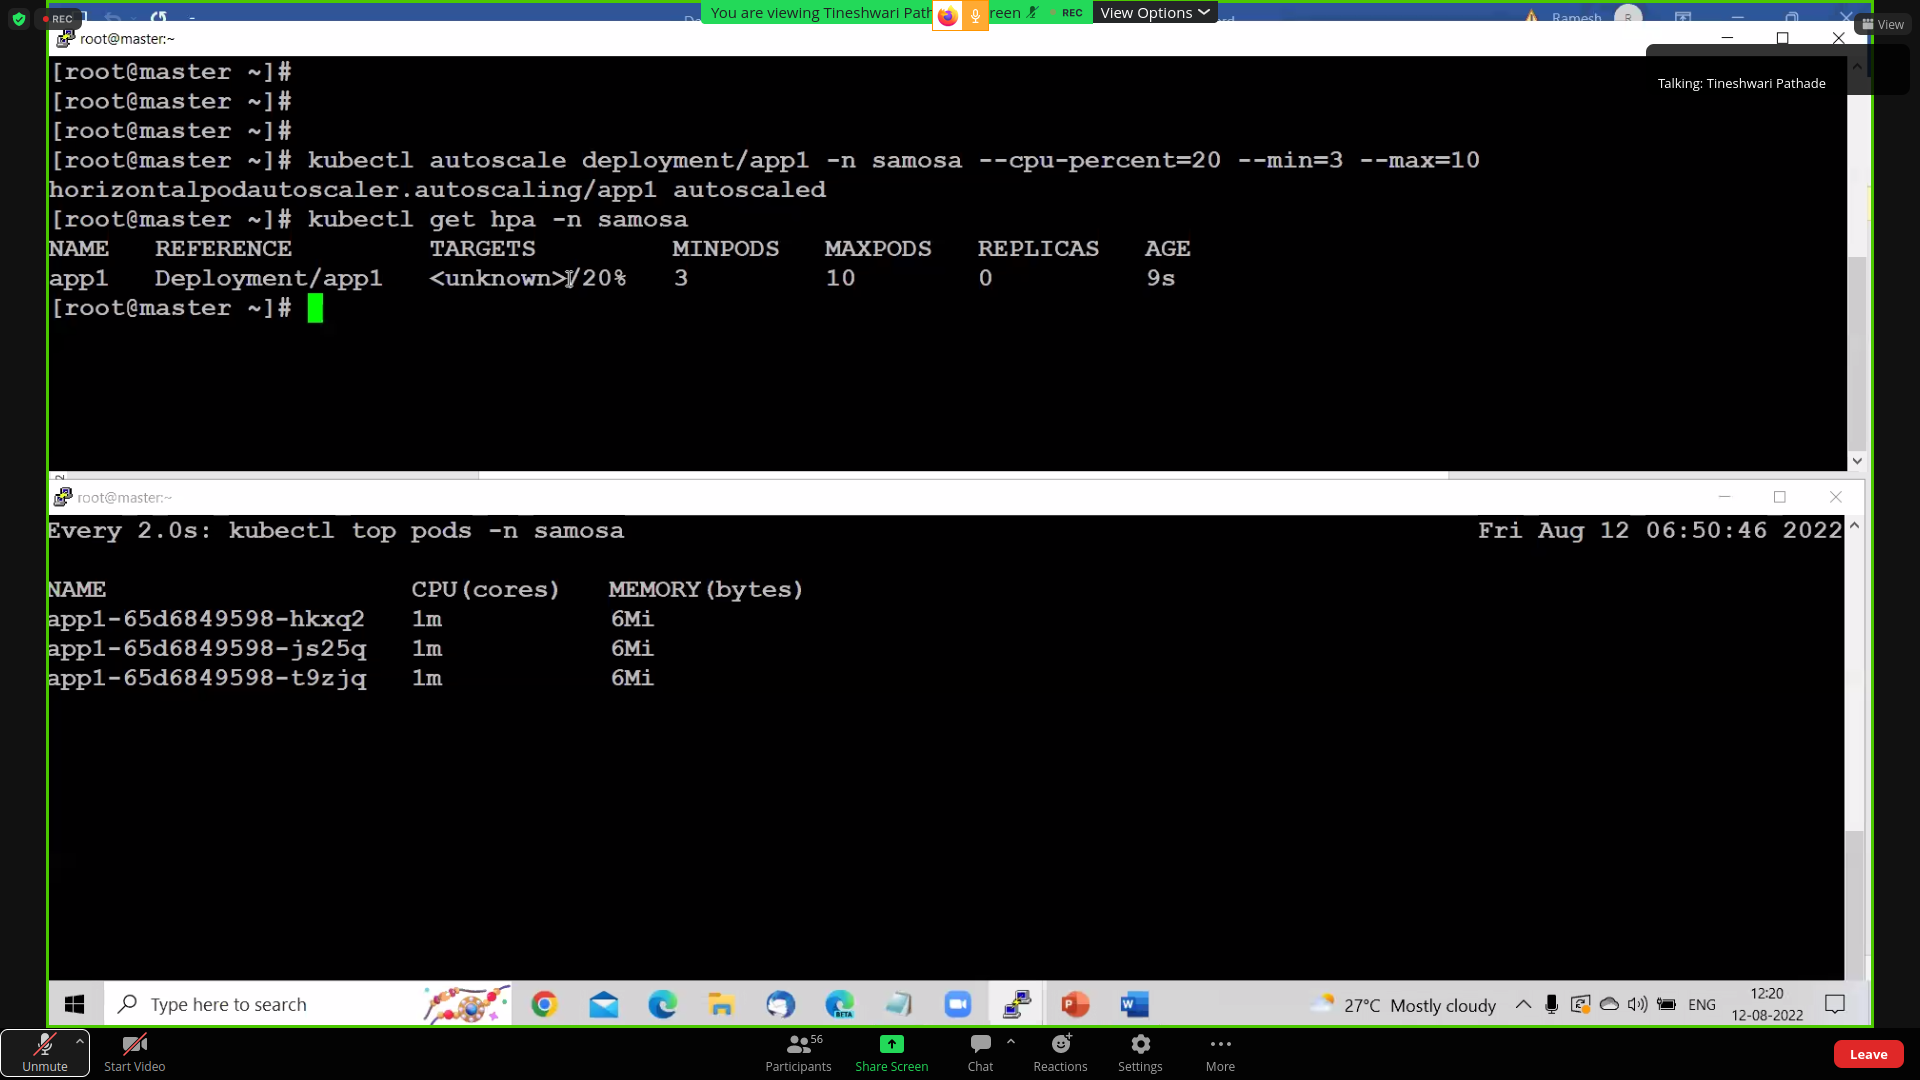 REC
You are viewing Tineshwari Path
reen
REC
View Options
Ramesh
R
View
root@master:~
Talking: Tineshwari Pathade
[root@master ~]#
[root@master ~]#
[root@master ~]#
[root@master ~]# kubectl autoscale deployment/app1 -n samosa --cpu-percent=20 --min=3 --max=10
horizontalpodautoscaler.autoscaling/app1 autoscaled
[root@master ~]# kubectl get hpa -n samosa
NAME REFERENCE TARGETS MINPODS MAXPODS REPLICAS AGE
app1 Deployment/app1 <unknown>/20% 3 10 0 9s
[root@master ~]#
root@master:~
Every 2.0s: kubectl top pods -n samosa Fri Aug 12 06:50:46 2022
NAME CPU(cores) MEMORY(bytes)
app1-65d6849598-hkxq2 1m 6Mi
app1-65d6849598-js25q 1m 6Mi
app1-65d6849598-t9zjq 1m 6Mi
Type here to search
BETA
27°C Mostly cloudy
ENG
12:20
12-08-2022
Unmute
Start Video
56
Participants
Share Screen
Chat
Reactions
Settings
More
Leave